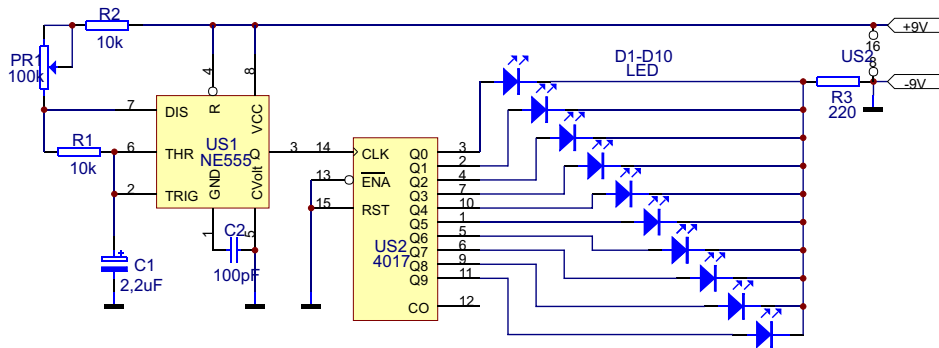 R2
10k
PR1
100k
R1
10k
C1
2,2uF
4
8
7
DIS
R
VCC
US1
NE555
6
THR
Q
3
2
TRIG
GND
CVolt
1
5
C2
100pF
14
CLK
13
ENA
15
RST
US2
4017
Q0
3
Q1
2
Q2
4
Q3
7
Q4
10
Q5
1
Q6
5
Q7
6
Q8
9
Q9
11
CO
12
D1-D10
LED
R3
220
16
US2
8
+9V
-9V